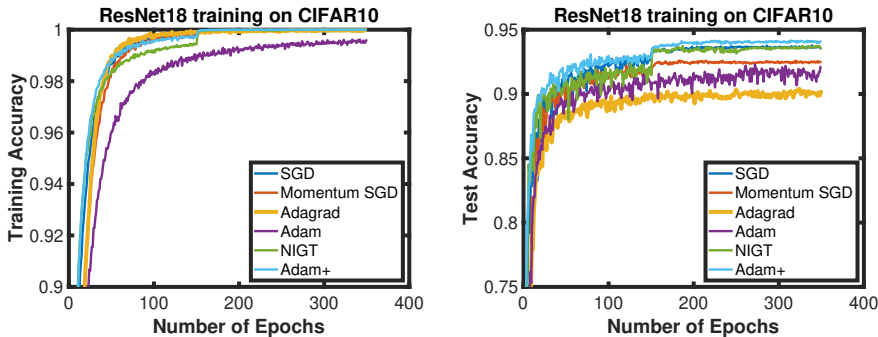 ResNet18 training on CIFAR10
Training Accuracy
1
0.98
0.96
0.94
0.92
0.9
0
100
200
300
400
Number of Epochs
SGD
Momentum SGD
Adagrad
Adam
NIGT
Adam+
ResNet18 training on CIFAR10
Test Accuracy
0.95
0.9
0.85
0.8
0.75
0
100
200
300
400
Number of Epochs
SGD
Momentum SGD
Adagrad
Adam
NIGT
Adam+